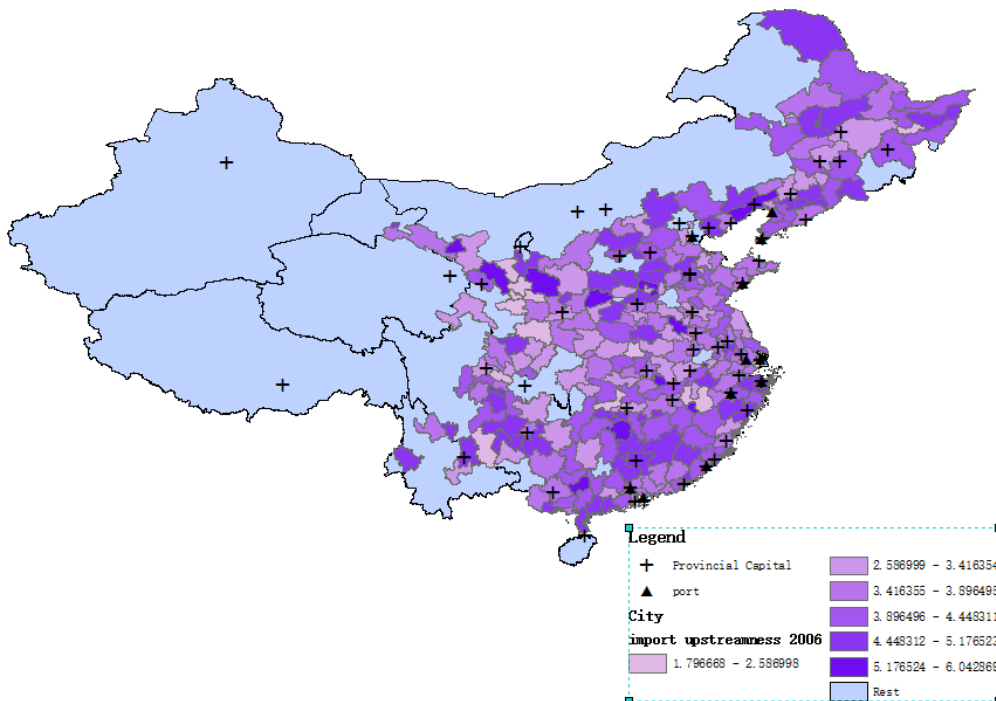 Legend
Provincial Capital
port
City
import upstreamness 2006
1.796668 - 2.586998
2.586999 - 3.416354
3.416355 - 3.896495
3.896496 - 4.448311
4.448312 - 5.176523
5.176524 - 6.042869
Rest